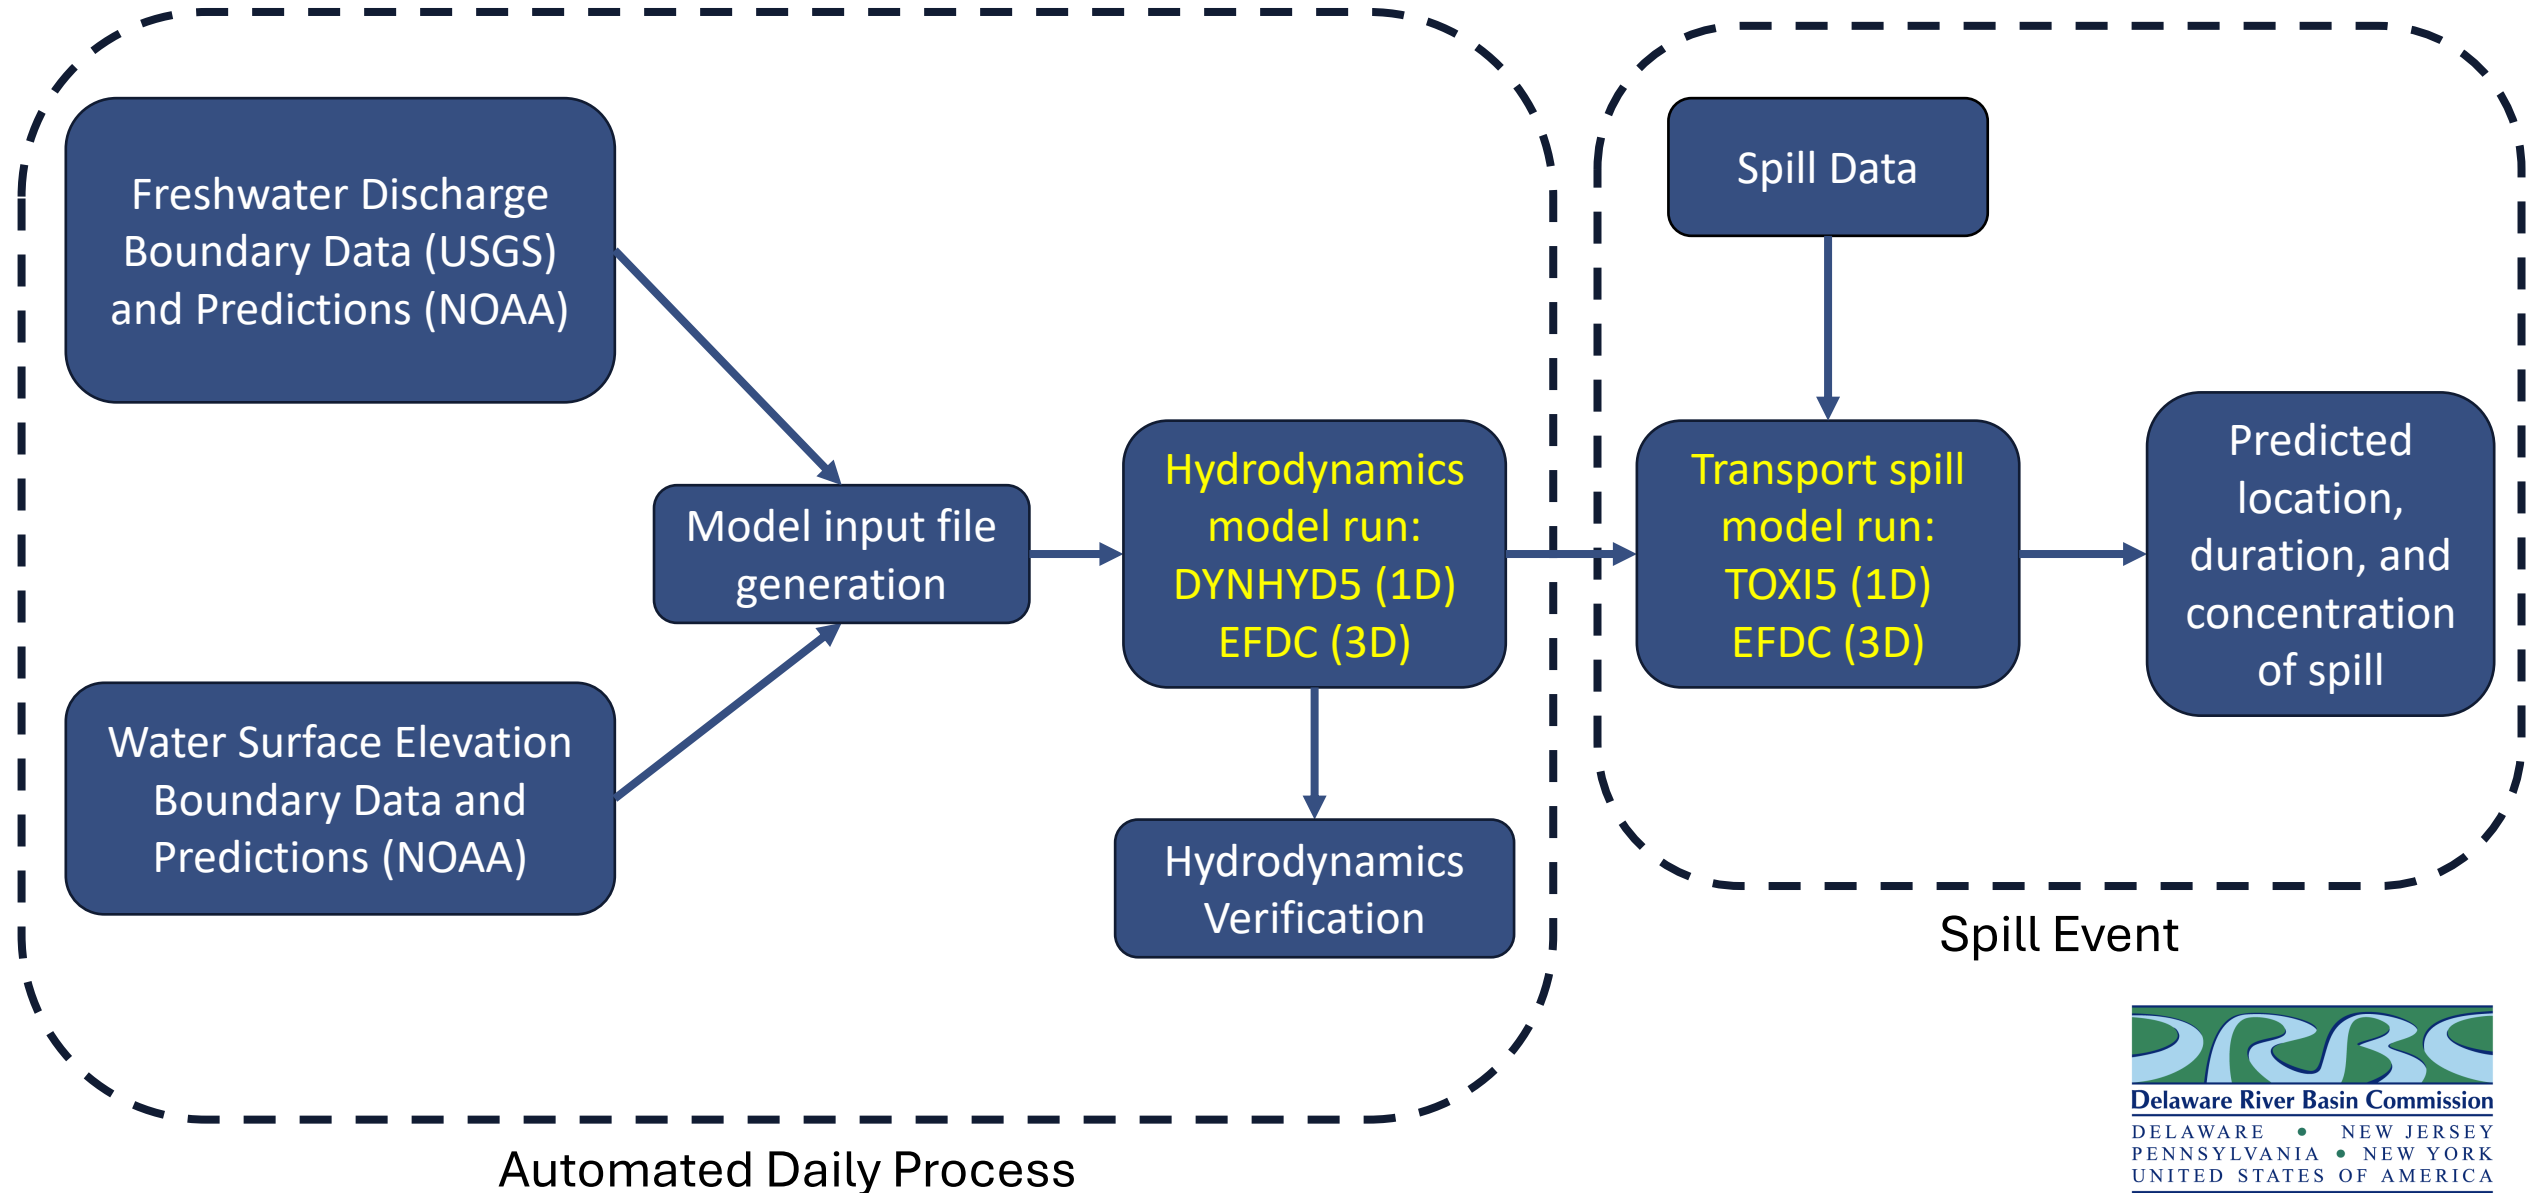 Freshwater Discharge
Boundary Data (USGS)
and Predictions (NOAA)
Water Surface Elevation
Boundary Data and
Predictions (NOAA)
Model input file
generation
Hydrodynamics
model run:
DYNHYD5 (1D)
EFDC (3D)
Hydrodynamics
Verification
Automated Daily Process
Spill Data
Transport spill
model run:
TOXI5 (1D)
EFDC (3D)
Predicted
location,
duration, and
concentration
of spill
Spill Event
DRBC
Delaware River Basin Commission
DELAWARE • NEW JERSEY
PENNSYLVANIA • NEW YORK
UNITED STATES OF AMERICA